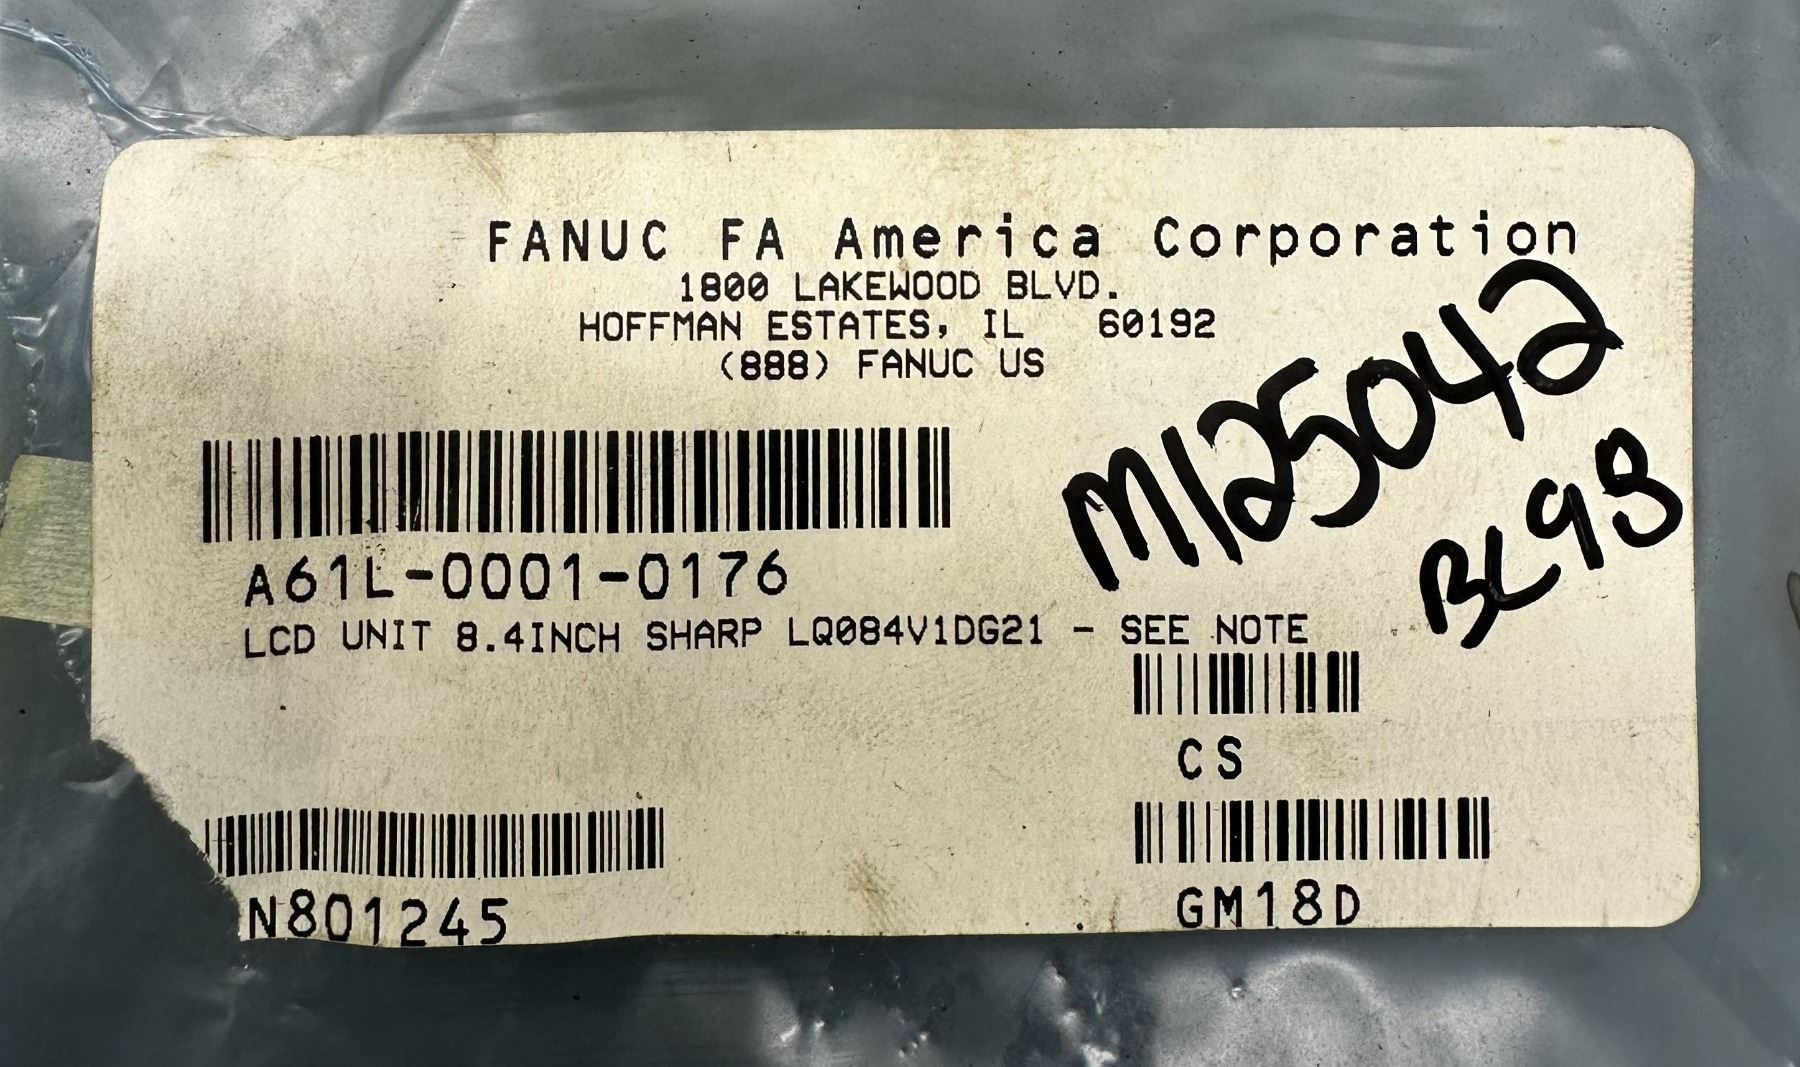 FANUC FA America Corporation
1800 LAKEWOOD BLVD.
HOFFMAN ESTATES, IL 60192
(888) FANUC US
M125042
BL98
A61L-0001-0176
LCD UNIT 8.4INCH SHARP LQ084V1DG21 - SEE NOTE
CS
N801245
GM18D